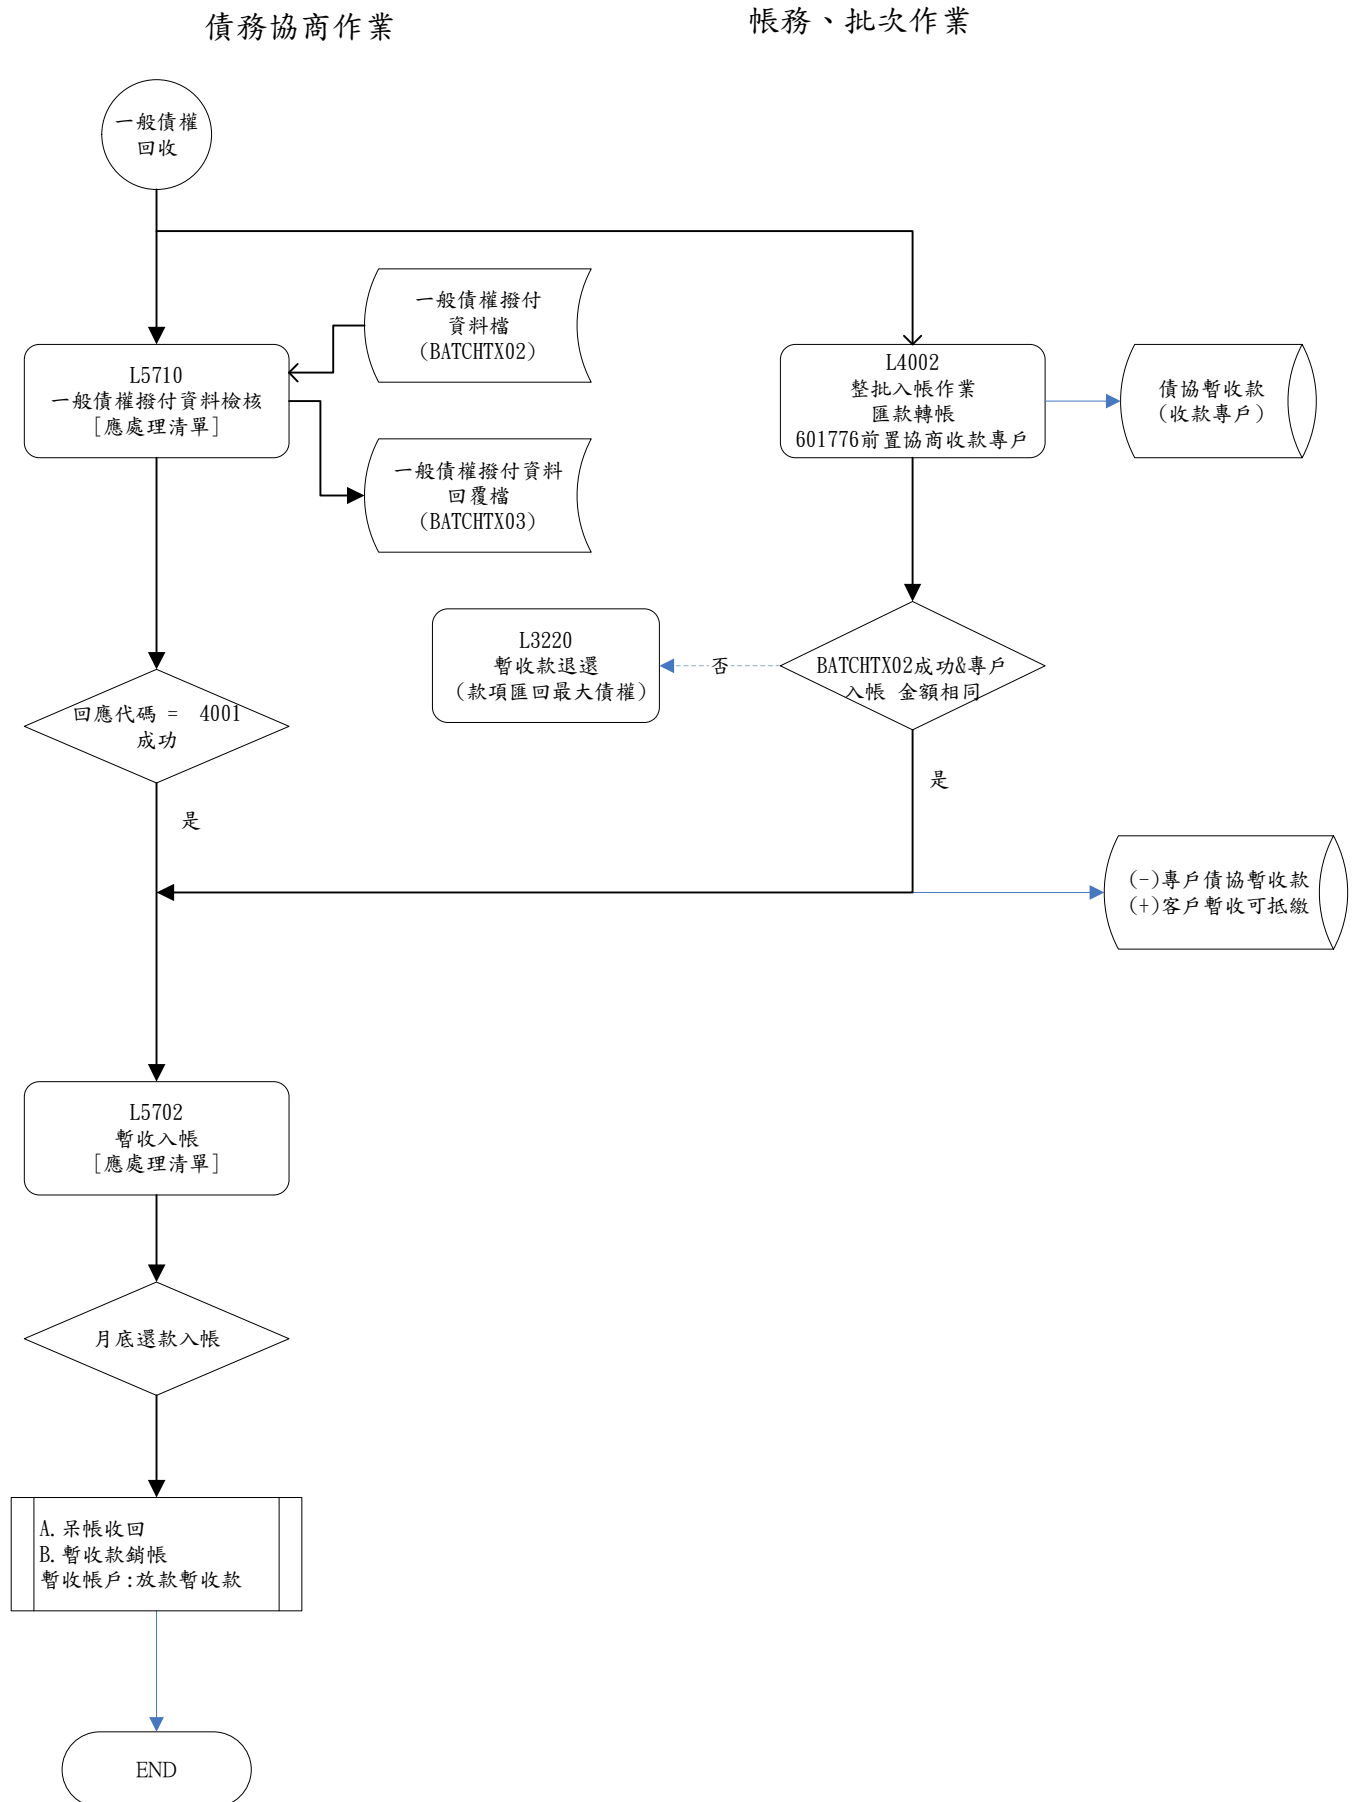 債務協商作業
帳務、批次作業
一般債權
回收
一般債權撥付
資料檔
(BATCHTX02)
L5710
一般債權撥付資料檢核
[應處理清單]
L4002
整批入帳作業
匯款轉帳
601776前置協商收款專戶
債協暫收款
(收款專戶)
一般債權撥付資料
回覆檔
(BATCHTX03)
L3220
暫收款退還
(款項匯回最大債權)
否
BATCHTX02成功&專戶
入帳 金額相同
回應代碼 = 4001
成功
是
是
(-)專戶債協暫收款
(+)客戶暫收可抵繳
L5702
暫收入帳
[應處理清單]
月底還款入帳
A.呆帳收回
B.暫收款銷帳
暫收帳戶:放款暫收款
END